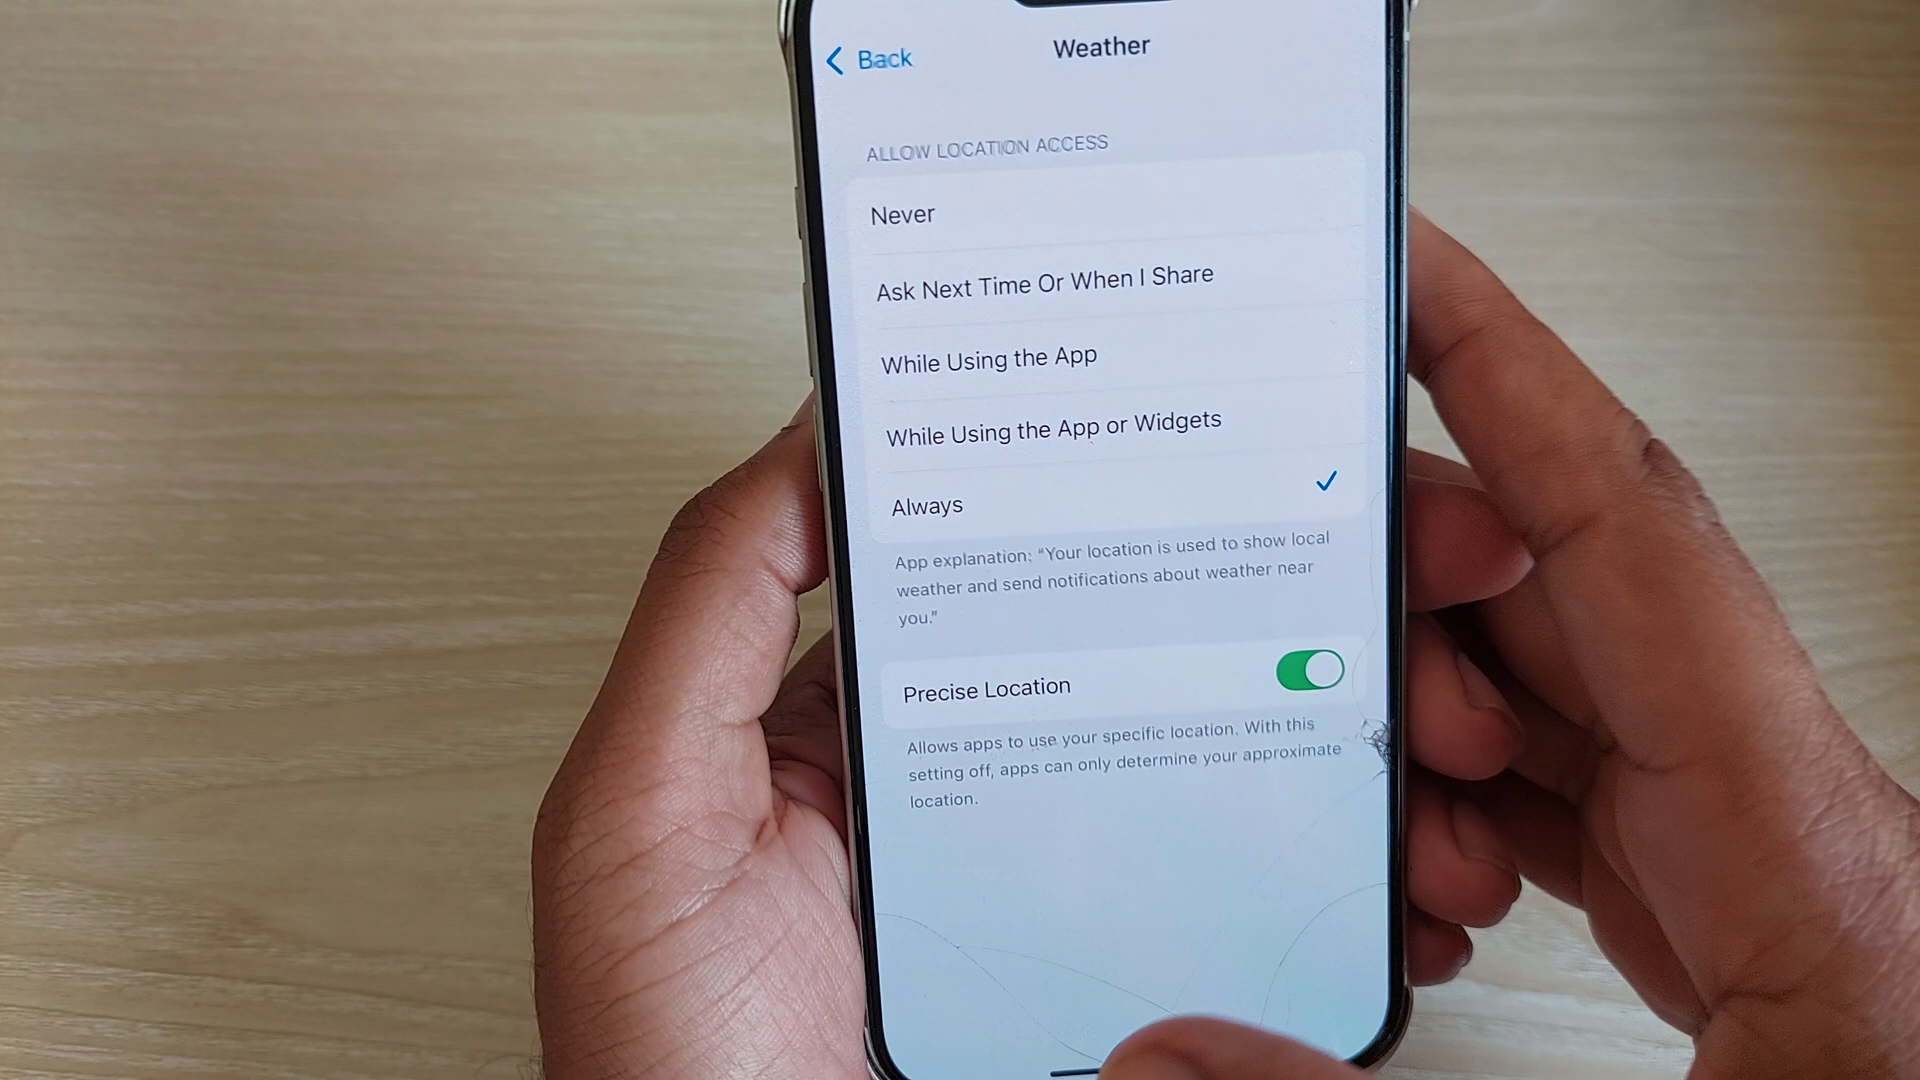 Back
Weather
ALLOW LOCATION ACCESS
Never
Ask Next Time Or When I Share
While Using the App
While Using the App or Widgets
Always
App explanation: “Your location is used to show local
weather and send notifications about weather near
you.”
Precise Location
Allows apps to use your specific location. With this
setting off, apps can only determine your approximate
location.